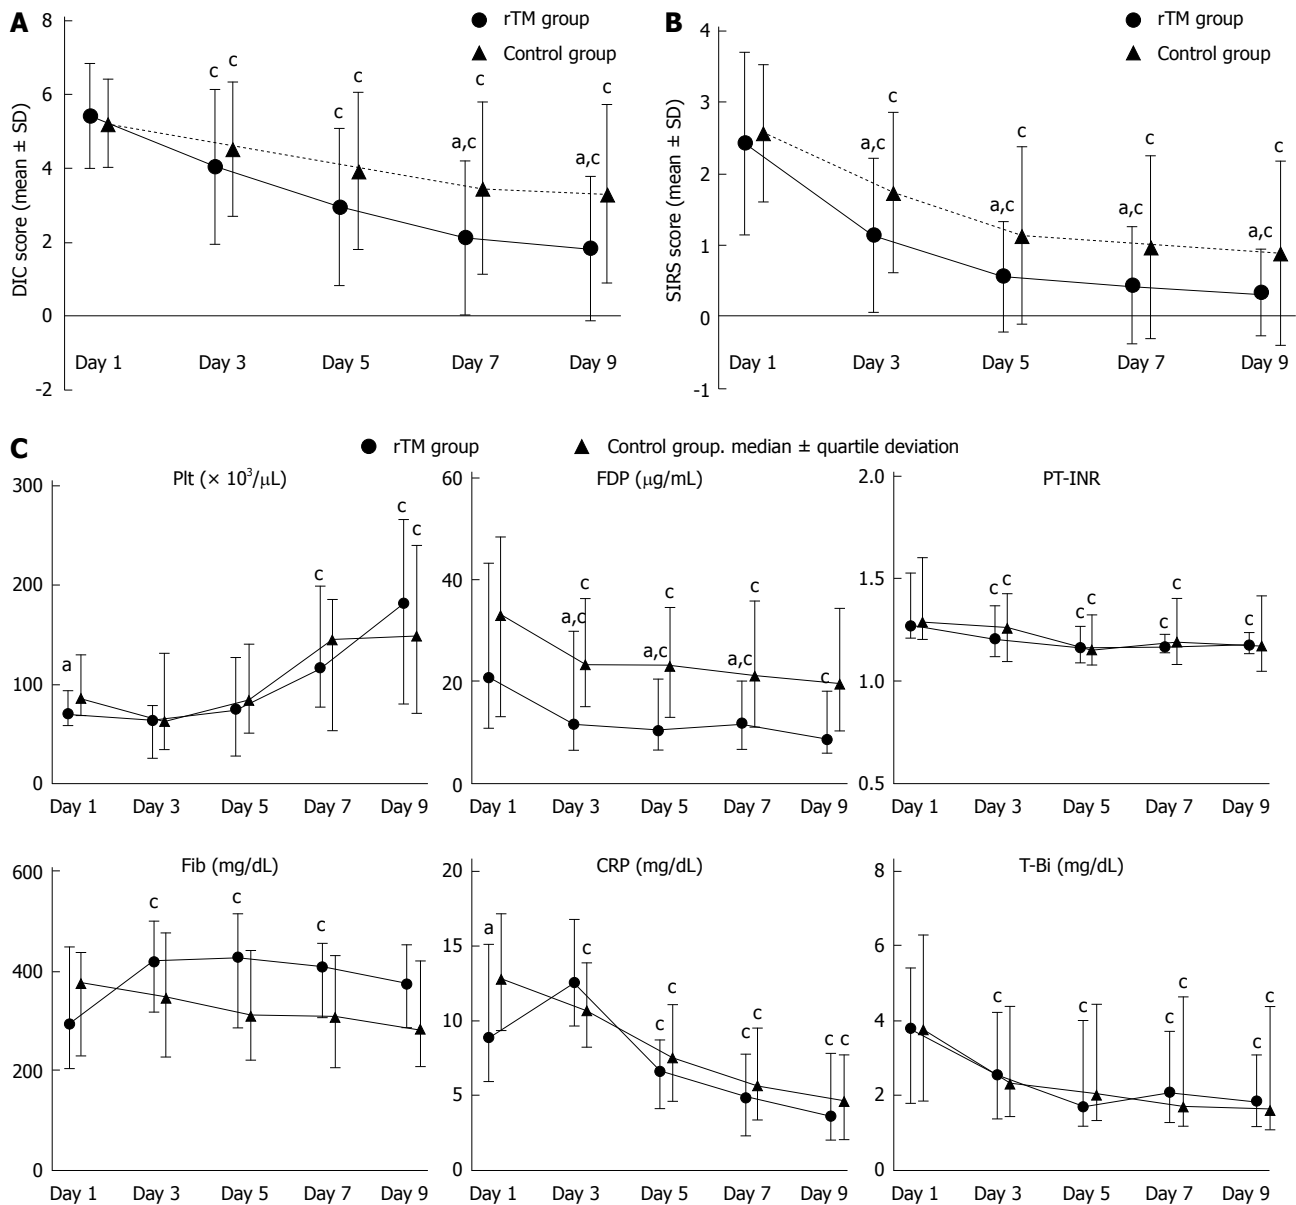 A
DIC score (mean ± SD)
8
6
4
2
0
-2
rTM group
Control group
c
c
c
c
a,c
c
a,c
c
Day 1
Day 3
Day 5
Day 7
Day 9
B
SIRS score (mean ± SD)
4
3
2
1
0
-1
rTM group
Control group
a,c
c
a,c
c
a,c
c
a,c
c
Day 1
Day 3
Day 5
Day 7
Day 9
C
rTM group
Control group. median ± quartile deviation
Plt (× 10³/μL)
300
200
100
0
a
c
c
c
Day 1
Day 3
Day 5
Day 7
Day 9
FDP (μg/mL)
60
40
20
0
a,c
c
a,c
c
a,c
c
c
Day 1
Day 3
Day 5
Day 7
Day 9
PT-INR
2.0
1.5
1.0
0.5
c
c
c
c
c
c
c
Day 1
Day 3
Day 5
Day 7
Day 9
Fib (mg/dL)
600
400
200
0
c
c
c
Day 1
Day 3
Day 5
Day 7
Day 9
CRP (mg/dL)
20
15
10
5
0
a
c
c
c
c
c
c
c
Day 1
Day 3
Day 5
Day 7
Day 9
T-Bi (mg/dL)
8
6
4
2
0
c
c
c
c
c
c
Day 1
Day 3
Day 5
Day 7
Day 9